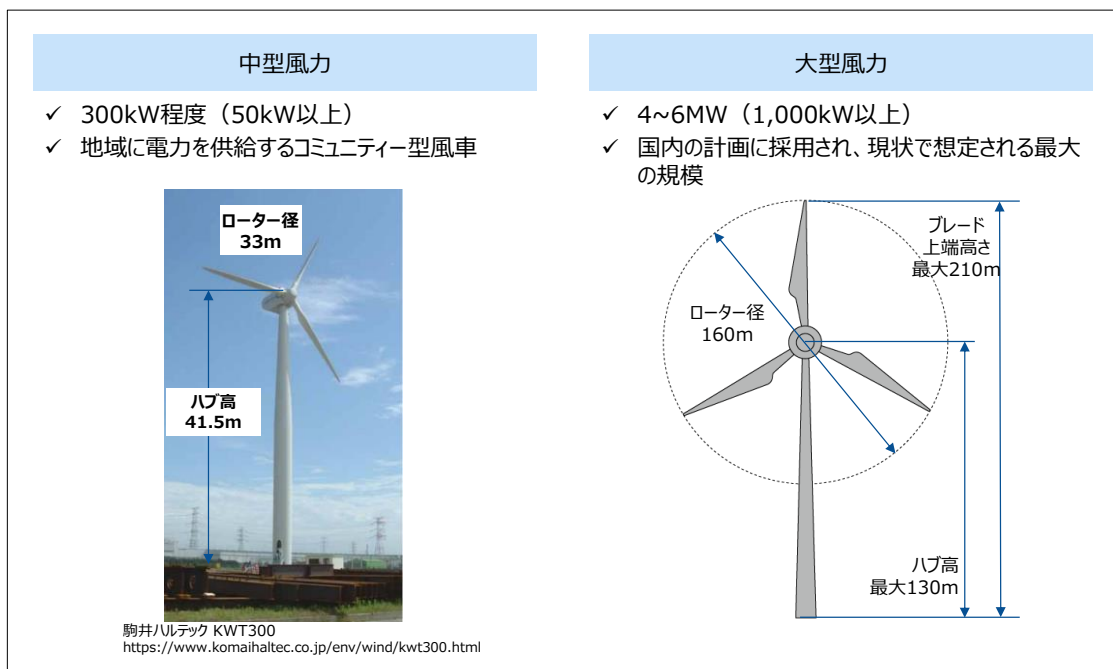 中型風力
✓ 300kW程度（50kW以上）
✓ 地域に電力を供給するコミュニティー型風車
ローター径
33m
ハブ高
41.5m
駒井ハルテック KWT300
https://www.komaihaltec.co.jp/env/wind/kwt300.html
大型風力
✓ 4~6MW（1,000kW以上）
✓ 国内の計画に採用され、現状で想定される最大
の規模
ブレード
上端高さ
最大210m
ローター径
160m
ハブ高
最大130m